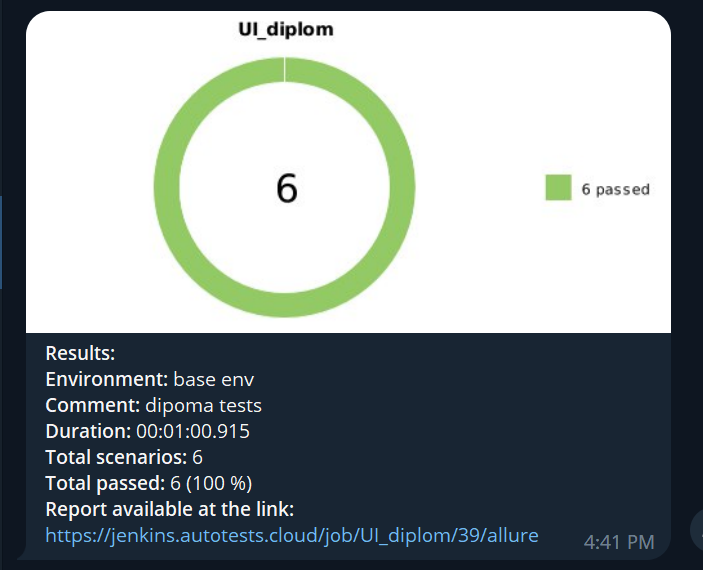 UI_diplom
6
6 passed
Results:
Environment: base env
Comment: dipoma tests
Duration: 00:01:00.915
Total scenarios: 6
Total passed: 6 (100 %)
Report available at the link:
https://jenkins.autotests.cloud/job/UI_diplom/39/allure
4:41 PM